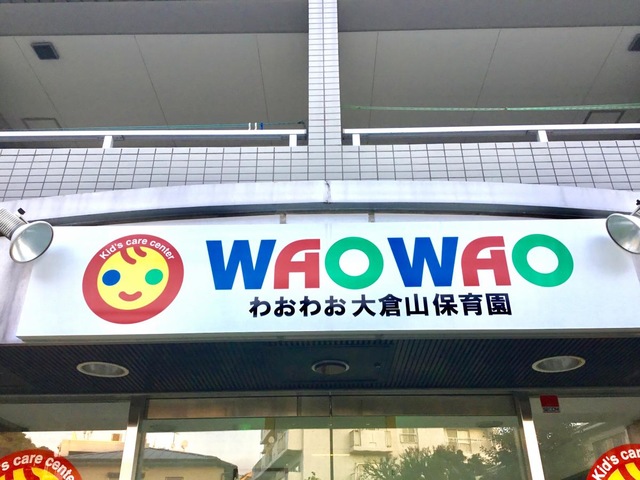 Kid's care center
WAOWAO
わおわお大倉山保育園
Kid's care center
Kid's care center